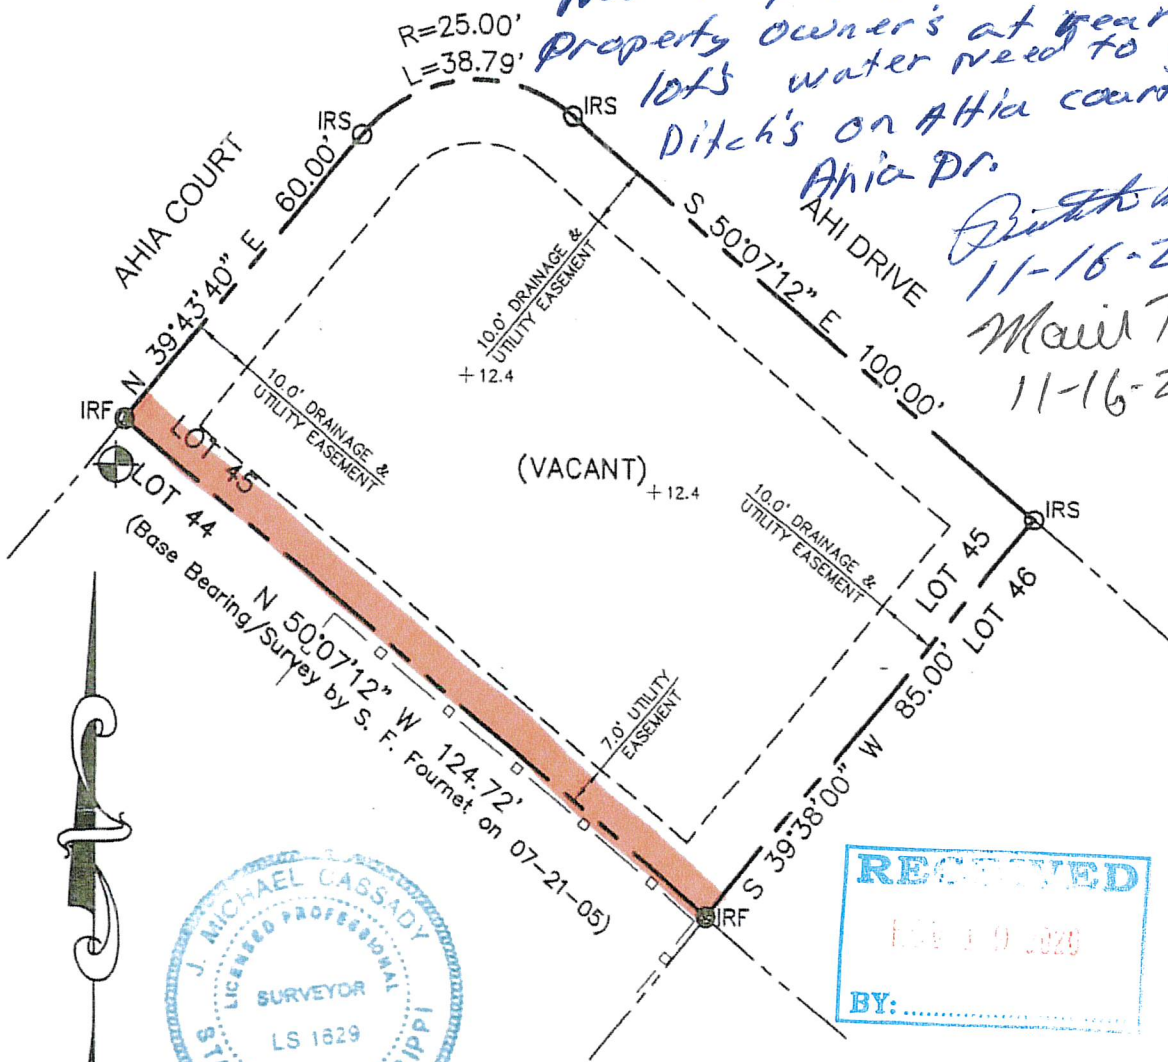 R=25.00'
L=38.79'
Property owner's at rear
lots water need to
Ditch's on Ahia
Ahia Dr.
11-16-2
11-16-2
IRS
IRS
AHIA COURT
60.00'
N 39°43'40" E
AHI DRIVE
S 50°07'12" E 100.00'
10.0' DRAINAGE &
UTILITY EASEMENT
+12.4
10.0' DRAINAGE &
UTILITY EASEMENT
IRF
LOT 45
LOT 44
(VACANT)
+12.4
10.0' DRAINAGE &
UTILITY EASEMENT
IRS
LOT 45
LOT 46
S 39°38'00" W 85.00'
7.0' UTILITY
EASEMENT
N 50°07'12" W 124.72'
(Base Bearing/Survey by S. F. Fournet on 07-21-05)
IRF
J. MICHAEL CASSADY
LICENSED PROFESSIONAL
SURVEYOR
LS 1629
RECEIVED
BY: